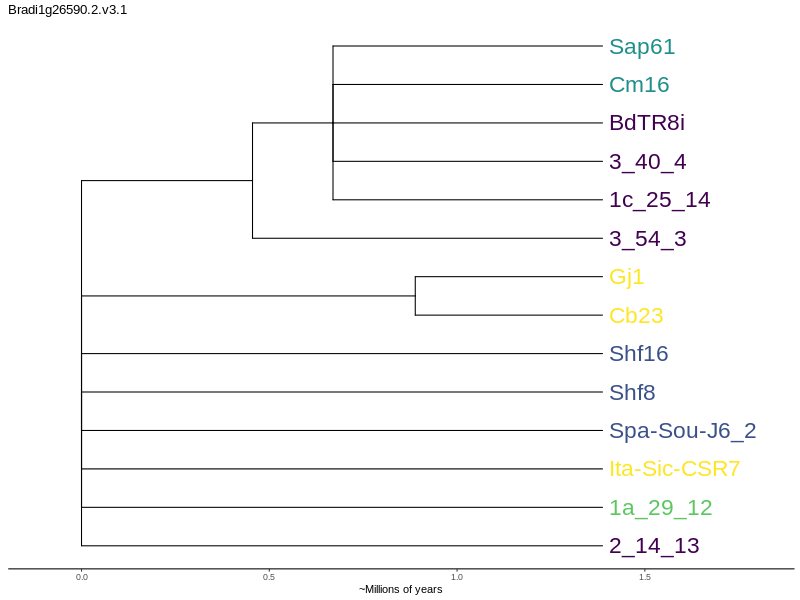 Bradi1g26590.2.v3.1
Sap61
Cm16
BdTR8i
3_40_4
1c_25_14
3_54_3
Gj1
Cb23
Shf16
Shf8
Spa-Sou-J6_2
Ita-Sic-CSR7
1a_29_12
2_14_13
0.0 0.5 1.0 1.5
~Millions of years